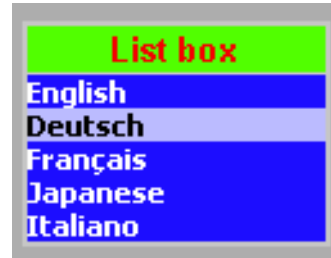 List box
English
Deutsch
Français
Japanese
Italiano